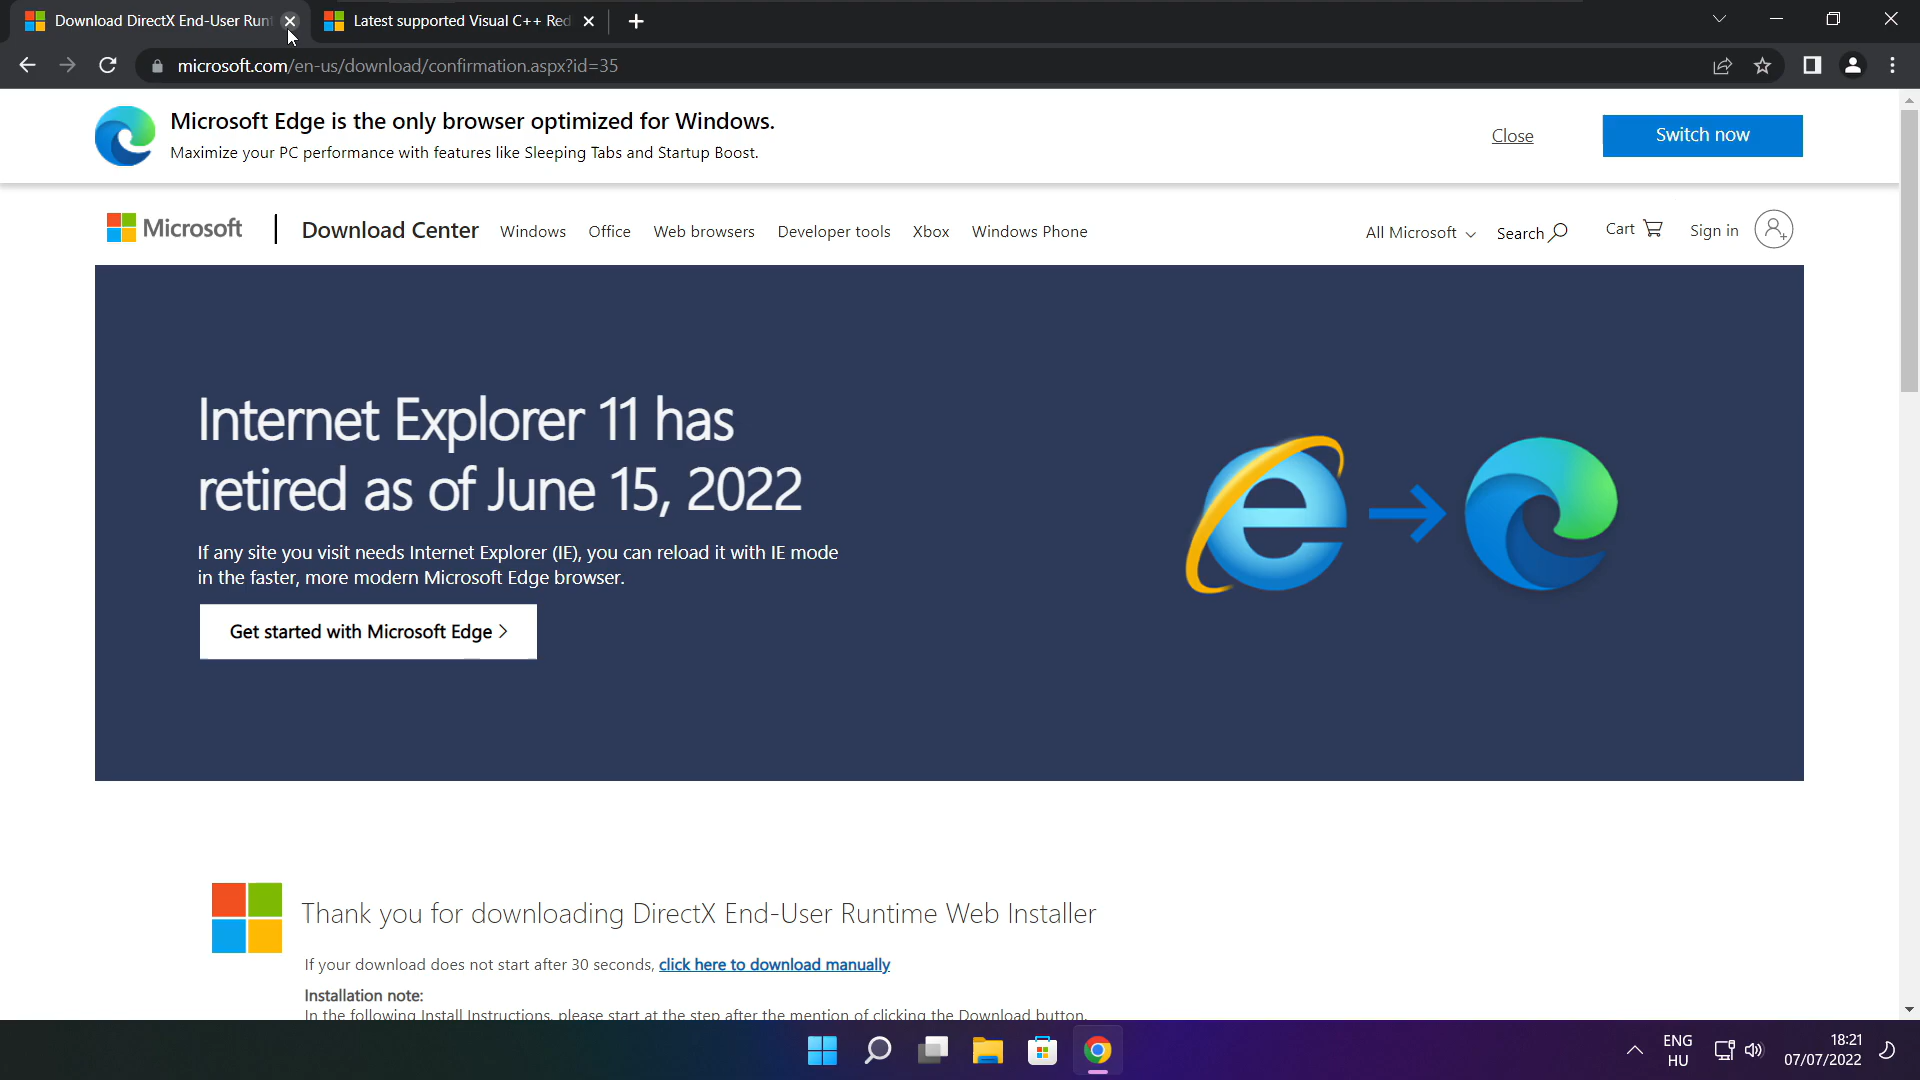 Download DirectX End-User Runt
Latest supported Visual C++ Red
microsoft.com/en-us/download/confirmation.aspx?id=35
Microsoft Edge is the only browser optimized for Windows.
Maximize your PC performance with features like Sleeping Tabs and Startup Boost.
Close
Switch now
Microsoft
Download Center
Windows
Office
Web browsers
Developer tools
Xbox
Windows Phone
All Microsoft
Search
Cart
Sign in
Internet Explorer 11 has
retired as of June 15, 2022
If any site you visit needs Internet Explorer (IE), you can reload it with IE mode
in the faster, more modern Microsoft Edge browser.
Get started with Microsoft Edge >
Thank you for downloading DirectX End-User Runtime Web Installer
If your download does not start after 30 seconds, click here to download manually
Installation note:
In the following Install Instructions, please start at the step after the mention of clicking the Download button.
ENG
HU
18:21
07/07/2022